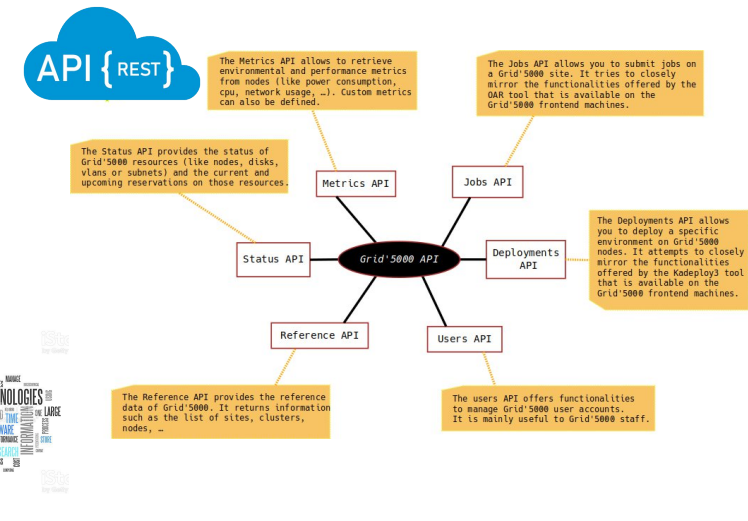 API { REST }
The Metrics API allows to retrieve
environmental and performance metrics
from nodes (like power consumption,
cpu, network usage, …). Custom metrics
can also be defined.
The Jobs API allows you to submit jobs on
a Grid'5000 site. It tries to closely
mirror the functionalities offered by the
OAR tool that is available on the
Grid'5000 frontend machines.
The Status API provides the status of
Grid'5000 resources (like nodes, disks,
vlans or subnets) and the current and
upcoming reservations on those resources.
Metrics API
Jobs API
The Deployments API allows
you to deploy a specific
environment on Grid'5000
nodes. It attempts to closely
mirror the functionalities
offered by the Kadeploy3 tool
that is available on the
Grid'5000 frontend machines.
Status API
Grid'5000 API
Deployments
API
Reference API
Users API
The Reference API provides the reference
data of Grid'5000. It returns information
such as the list of sites, clusters,
nodes, …
The users API offers functionalities
to manage Grid'5000 user accounts.
It is mainly useful to Grid'5000 staff.
MANAGE
NOLOGIES
ONE LARGE
TIME
WARE
INFORMATION
PROCESS
STORE
SEARCH